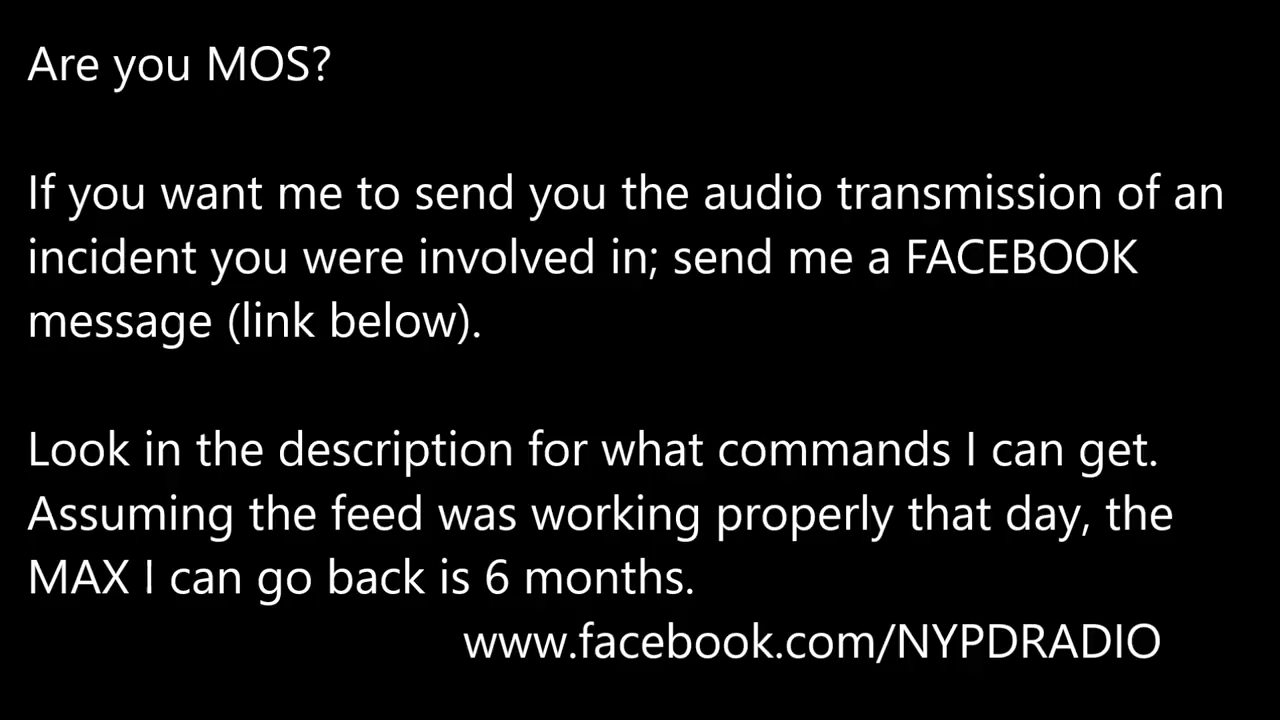 Are you MOS?
If you want me to send you the audio transmission of an
incident you were involved in; send me a FACEBOOK
message (link below).
Look in the description for what commands I can get.
Assuming the feed was working properly that day, the
MAX I can go back is 6 months.
www.facebook.com/NYPDRADIO